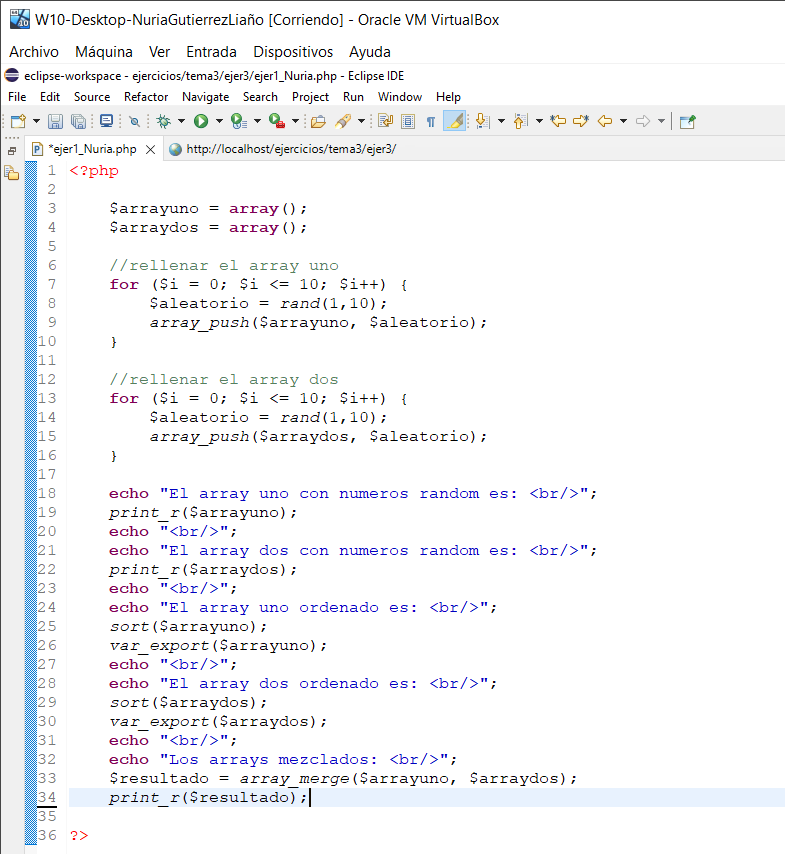 W10-Desktop-NuriaGutierrezLiaño [Corriendo] - Oracle VM VirtualBox
Archivo Máquina Ver Entrada Dispositivos Ayuda
eclipse-workspace - ejercicios/tema3/ejer3/ejer1_Nuria.php - Eclipse IDE
File Edit Source Refactor Navigate Search Project Run Window Help
*ejer1_Nuria.php http://localhost/ejercicios/tema3/ejer3/
1 <?php
2
3     $arrayuno = array();
4     $arraydos = array();
5
6     //rellenar el array uno
7     for ($i = 0; $i <= 10; $i++) {
8         $aleatorio = rand(1,10);
9         array_push($arrayuno, $aleatorio);
10     }
11
12     //rellenar el array dos
13     for ($i = 0; $i <= 10; $i++) {
14         $aleatorio = rand(1,10);
15         array_push($arraydos, $aleatorio);
16     }
17
18     echo "El array uno con numeros random es: <br/>";
19     print_r($arrayuno);
20     echo "<br/>";
21     echo "El array dos con numeros random es: <br/>";
22     print_r($arraydos);
23     echo "<br/>";
24     echo "El array uno ordenado es: <br/>";
25     sort($arrayuno);
26     var_export($arrayuno);
27     echo "<br/>";
28     echo "El array dos ordenado es: <br/>";
29     sort($arraydos);
30     var_export($arraydos);
31     echo "<br/>";
32     echo "Los arrays mezclados: <br/>";
33     $resultado = array_merge($arrayuno, $arraydos);
34     print_r($resultado);
35
36 ?>